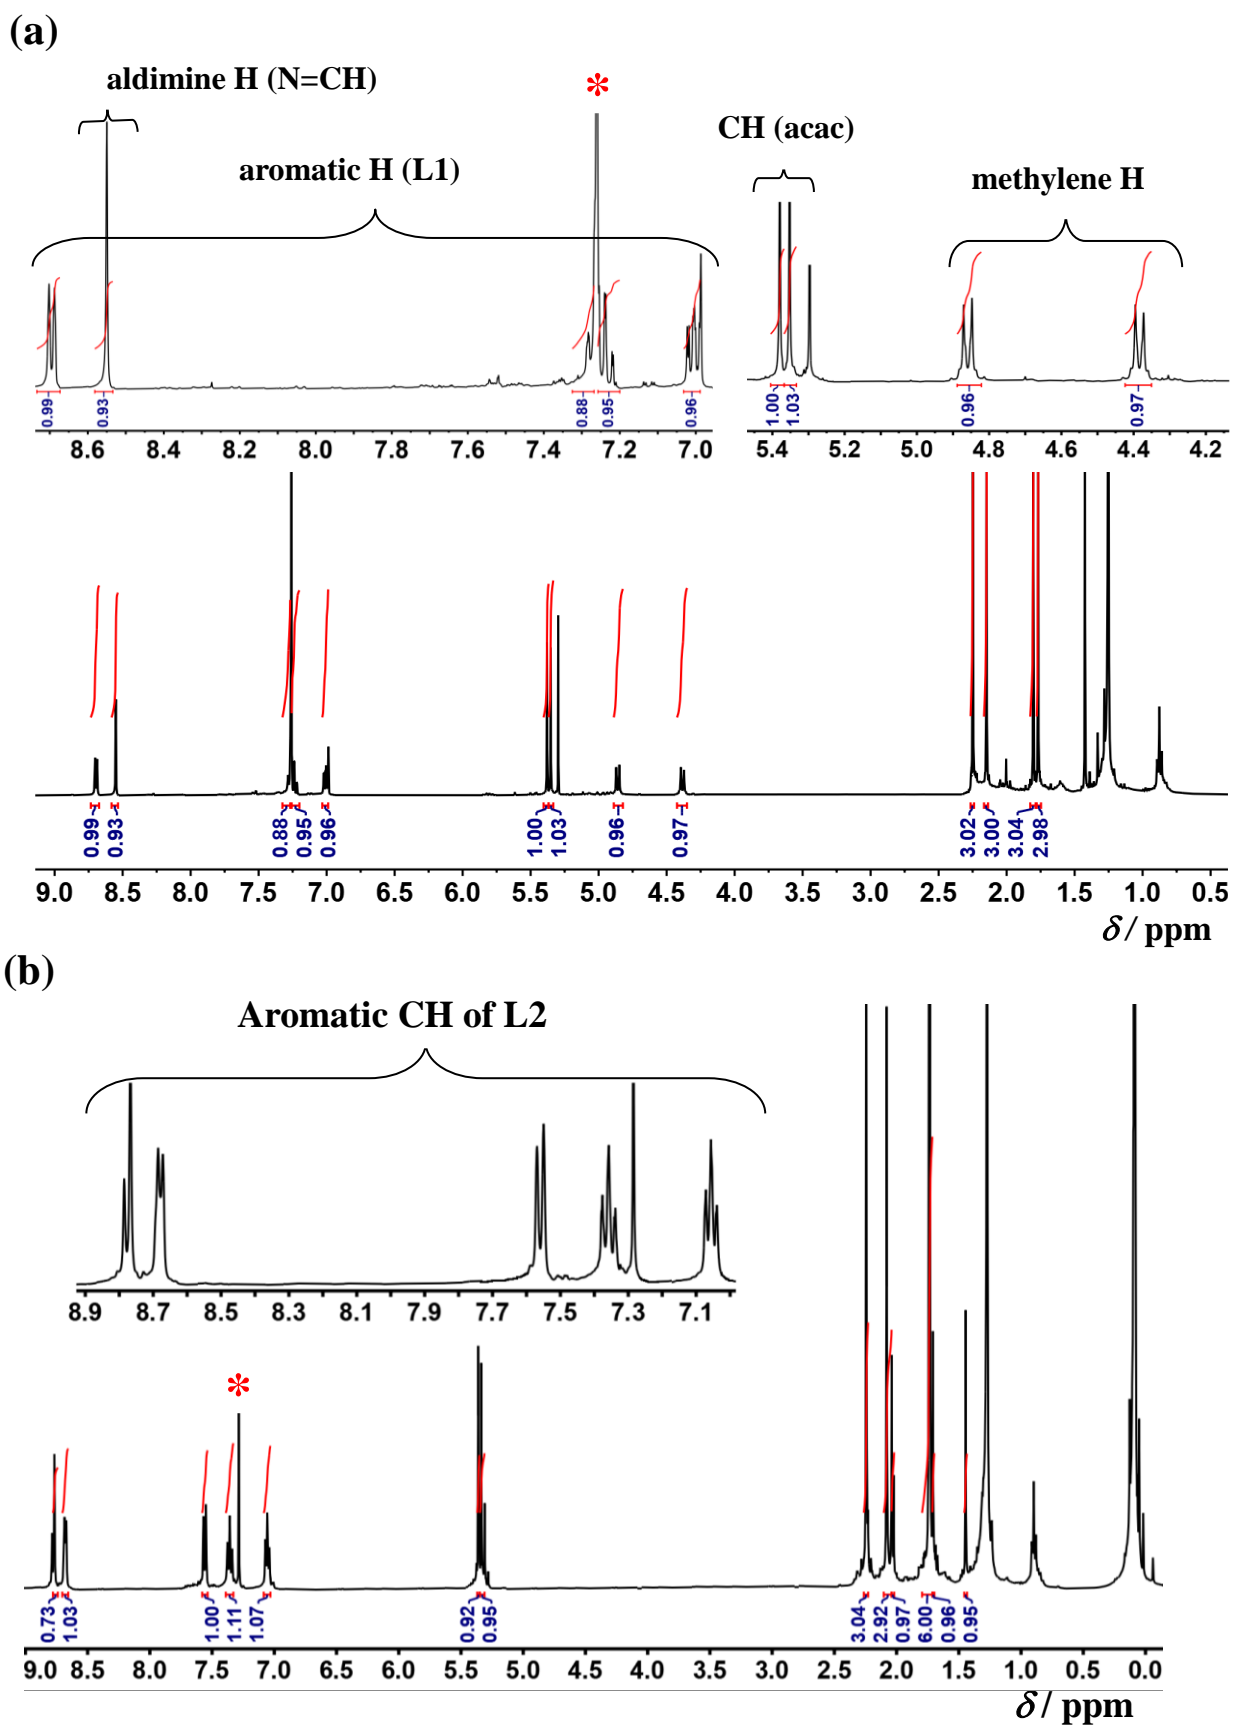 (a)
aldimine H (N=CH)
*
CH (acac)
aromatic H (L1)
methylene H
0.99 0.93 0.88 0.95 0.96 1.00 1.03 0.96 0.97
8.6 8.4 8.2 8.0 7.8 7.6 7.4 7.2 7.0 5.4 5.2 5.0 4.8 4.6 4.4 4.2
0.99 0.93 0.88 0.95 0.96 1.00 1.03 0.96 0.97 3.02 3.00 3.04 2.98
9.0 8.5 8.0 7.5 7.0 6.5 6.0 5.5 5.0 4.5 4.0 3.5 3.0 2.5 2.0 1.5 1.0 0.5
δ / ppm
(b)
Aromatic CH of L2
8.9 8.7 8.5 8.3 8.1 7.9 7.7 7.5 7.3 7.1
*
0.73 1.03 1.00 1.11 1.07 0.92 0.95 3.04 2.92 0.97 6.00 0.96 0.95
9.0 8.5 8.0 7.5 7.0 6.5 6.0 5.5 5.0 4.5 4.0 3.5 3.0 2.5 2.0 1.5 1.0 0.5 0.0
δ / ppm